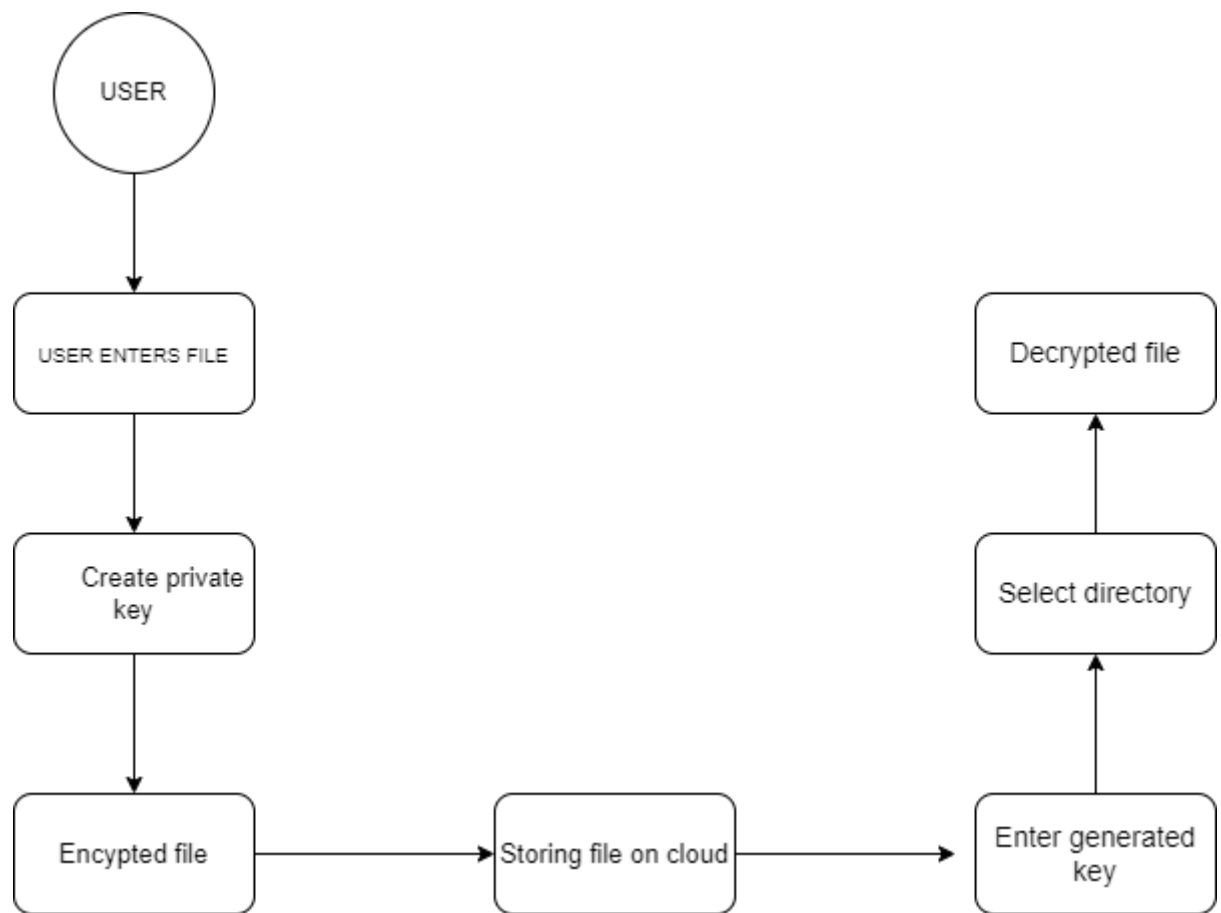 USER
USER ENTERS FILE
Create private
key
Encypted file
Storing file on cloud
Enter generated
key
Select directory
Decrypted file